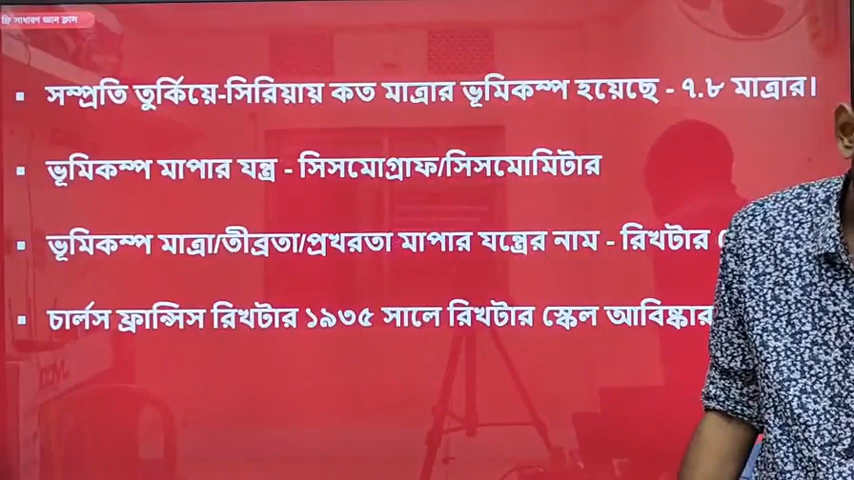 ফ্রি সাধারণ জ্ঞান ক্লাস
সম্প্রতি তুর্কিয়ে-সিরিয়ায় কত মাত্রার ভূমিকম্প হয়েছে - ৭.৮ মাত্রার।
ভূমিকম্প মাপার যন্ত্র - সিসমোগ্রাফ/সিসমোমিটার
ভূমিকম্প মাত্রা/তীব্রতা/প্রখরতা মাপার যন্ত্রের নাম - রিখটার
চার্লস ফ্রান্সিস রিখটার ১৯৩৫ সালে রিখটার স্কেল আবিষ্কার